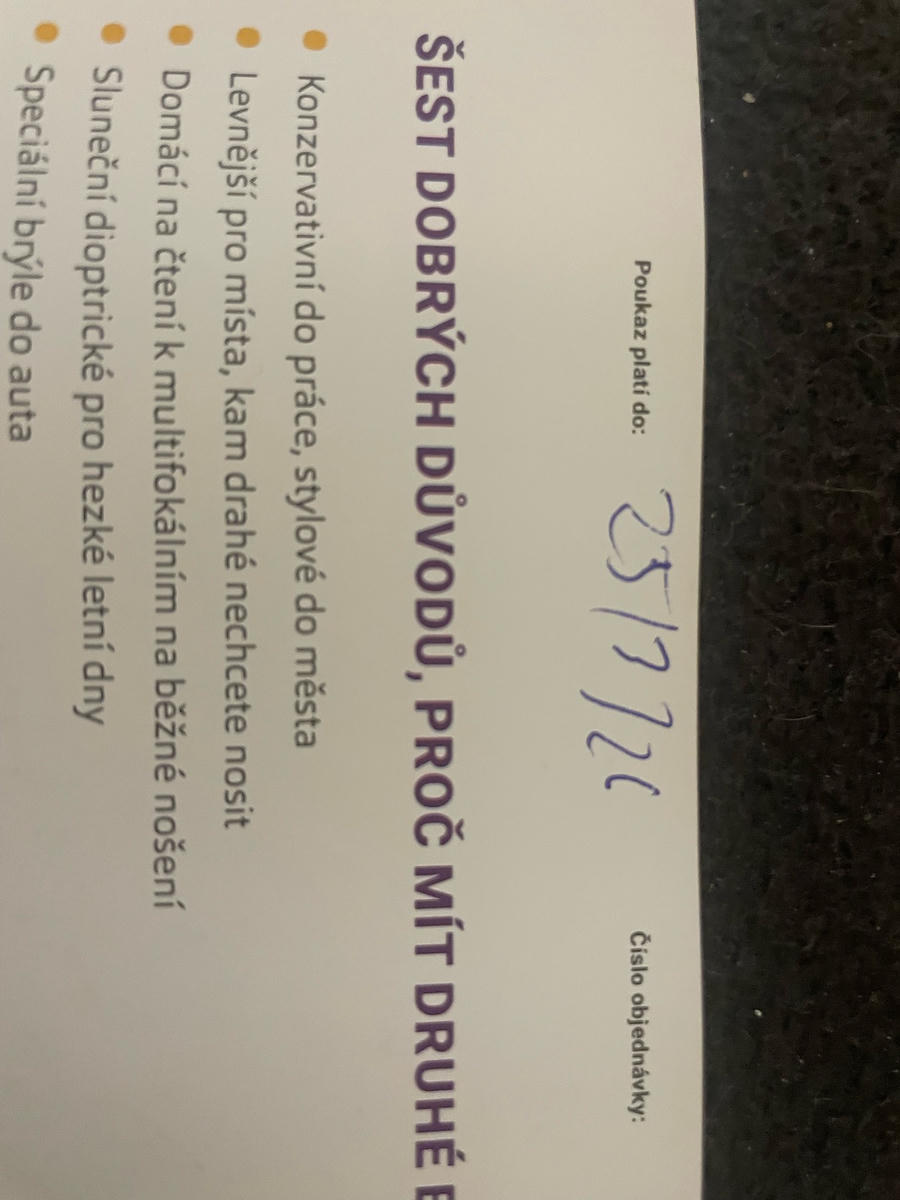 Poukaz platí do: 25/7/26 Číslo objednávky:
ŠEST DOBRÝCH DŮVODŮ, PROČ MÍT DRUHÉ
Konzervativní do práce, stylové do města
Levnější pro místa, kam drahé nechcete nosit
Domácí na čtení k multifokálním na běžné nošení
Sluneční dioptrické pro hezké letní dny
Speciální brýle do auta